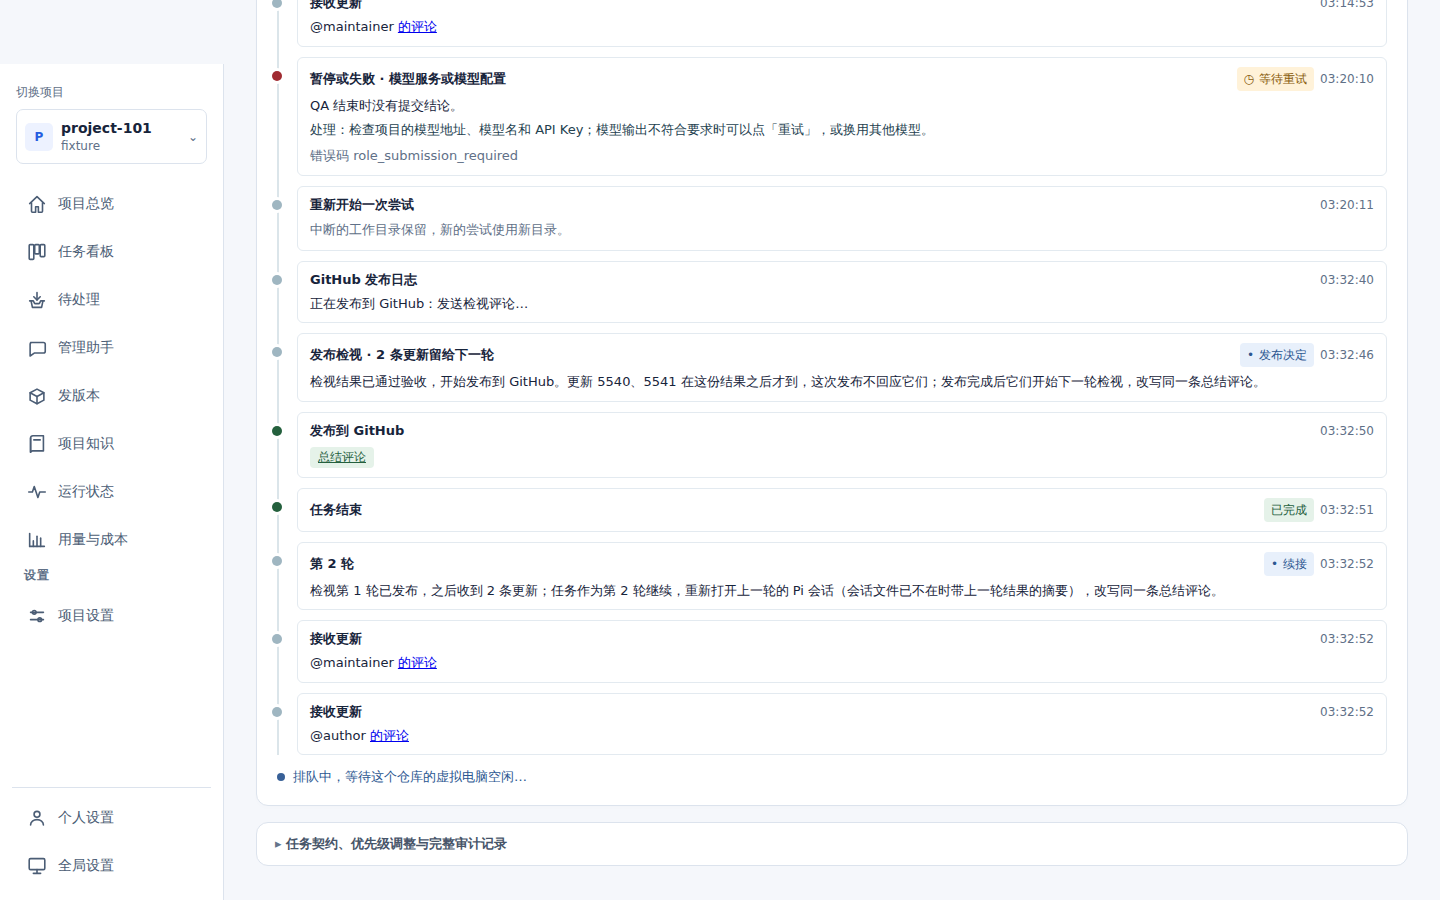 接收更新
03:14:53
@maintainer 的评论
切换项目
P
project-101
fixture
项目总览
任务看板
待处理
管理助手
发版本
项目知识
运行状态
用量与成本
设置
项目设置
个人设置
全局设置
暂停或失败 · 模型服务或模型配置
等待重试 03:20:10
QA 结束时没有提交结论。
处理：检查项目的模型地址、模型名和 API Key；模型输出不符合要求时可以点「重试」，或换用其他模型。
错误码 role_submission_required
重新开始一次尝试
03:20:11
中断的工作目录保留，新的尝试使用新目录。
GitHub 发布日志
03:32:40
正在发布到 GitHub：发送检视评论…
发布检视 · 2 条更新留给下一轮
• 发布决定 03:32:46
检视结果已通过验收，开始发布到 GitHub。更新 5540、5541 在这份结果之后才到，这次发布不回应它们；发布完成后它们开始下一轮检视，改写同一条总结评论。
发布到 GitHub
03:32:50
总结评论
任务结束
已完成 03:32:51
第 2 轮
• 续接 03:32:52
检视第 1 轮已发布，之后收到 2 条更新；任务作为第 2 轮继续，重新打开上一轮的 Pi 会话（会话文件已不在时带上一轮结果的摘要），改写同一条总结评论。
接收更新
03:32:52
@maintainer 的评论
接收更新
03:32:52
@author 的评论
排队中，等待这个仓库的虚拟电脑空闲…
▸ 任务契约、优先级调整与完整审计记录